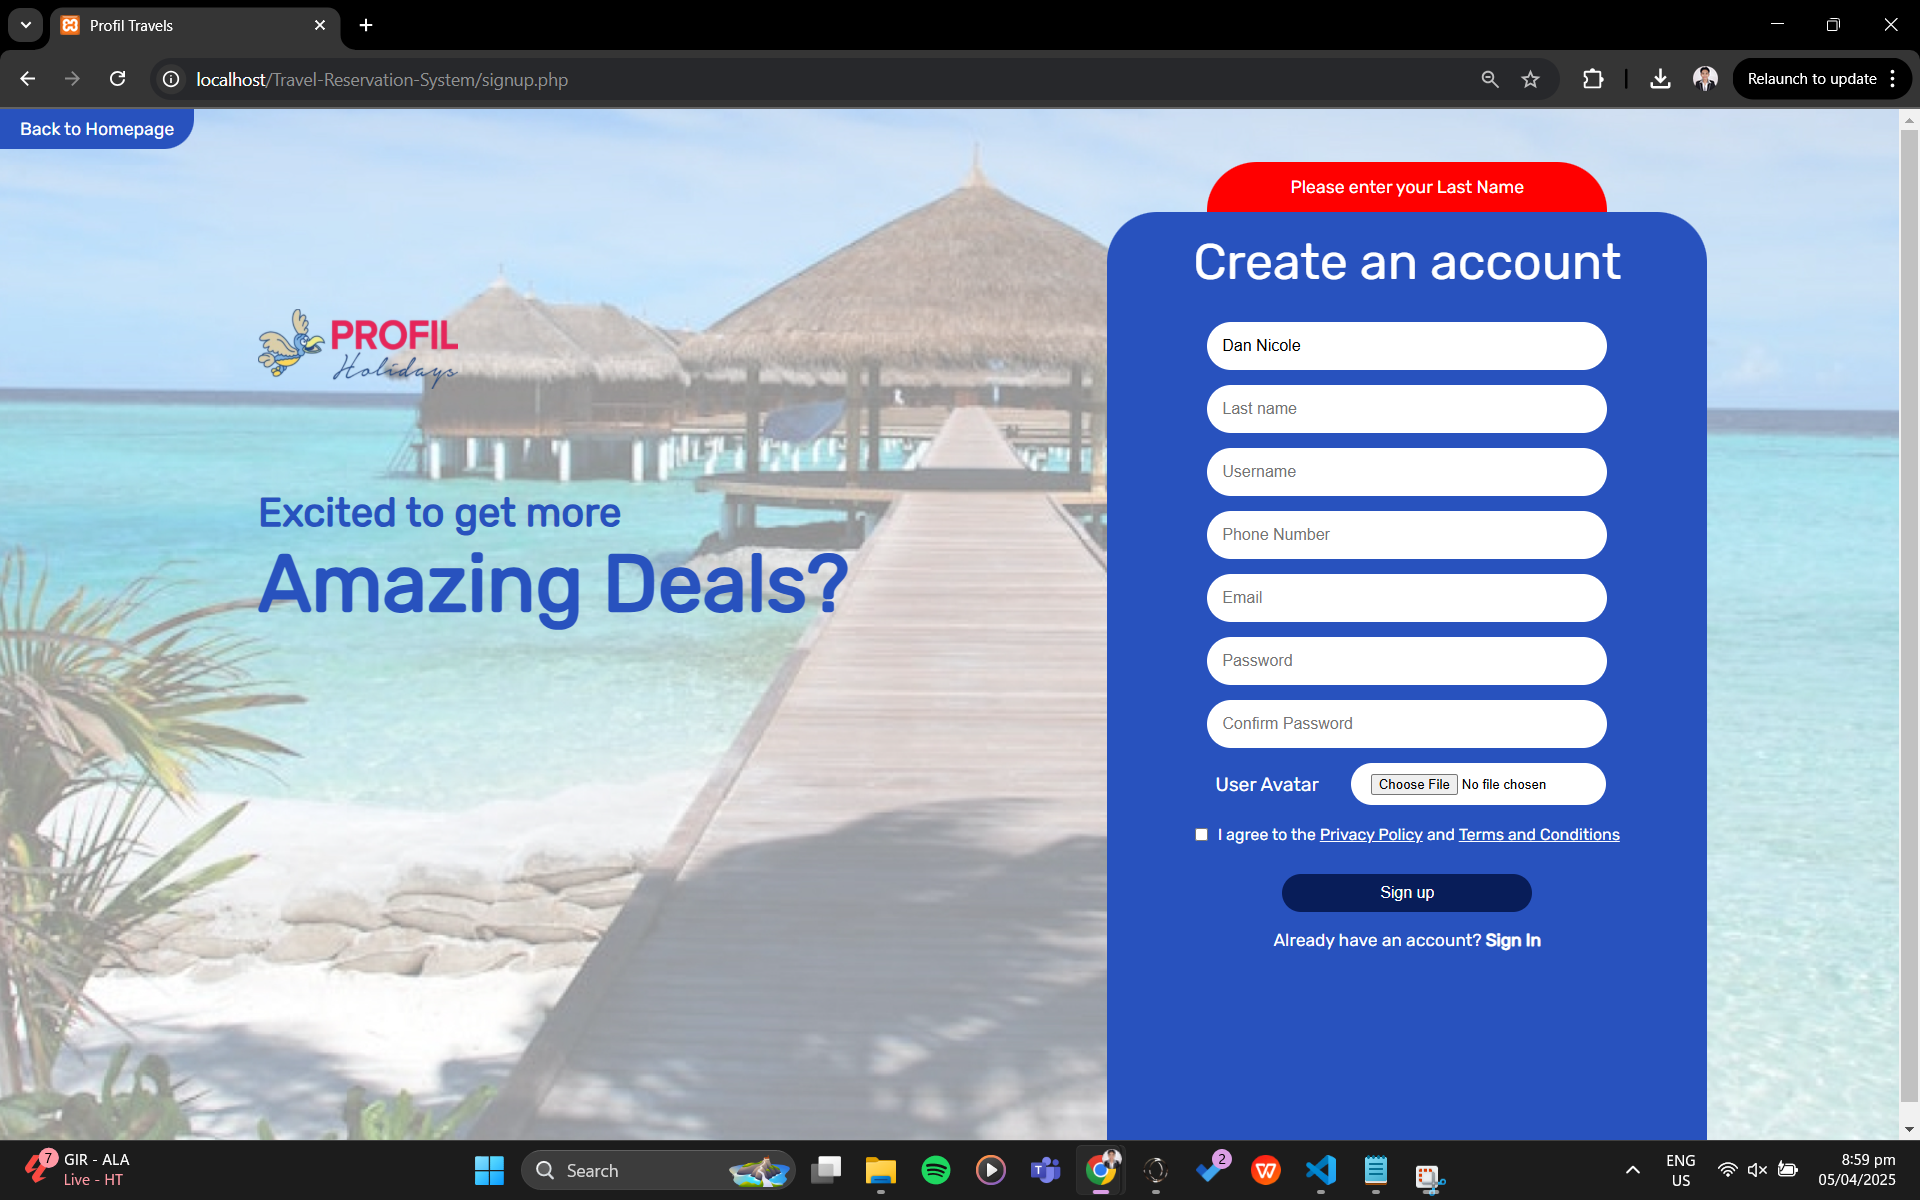 Profil Travels
localhost/Travel-Reservation-System/signup.php
Relaunch to update
Back to Homepage
PROFIL
Holidays
Excited to get more
Amazing Deals?
Please enter your Last Name
Create an account
Dan Nicole
Last name
Username
Phone Number
Email
Password
Confirm Password
User Avatar
Choose File No file chosen
I agree to the Privacy Policy and Terms and Conditions
Sign up
Already have an account? Sign In
7
GIR - ALA
Live - HT
Search
2
ENG
US
8:59 pm
05/04/2025